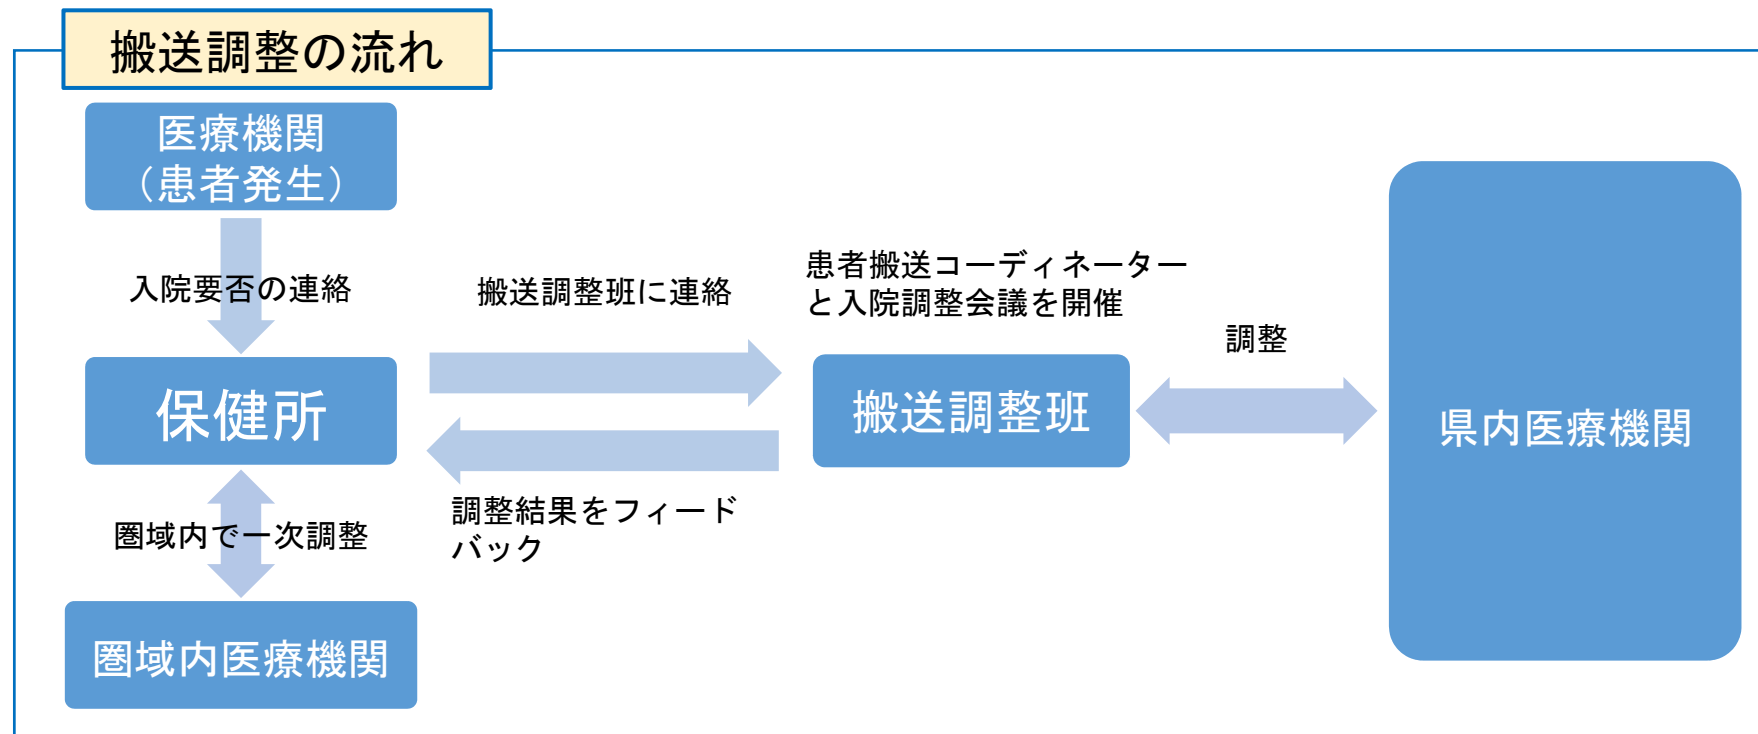 搬送調整の流れ
医療機関
（患者発生）
入院要否の連絡
搬送調整班に連絡
患者搬送コーディネーター
と入院調整会議を開催
調整
保健所
搬送調整班
県内医療機関
調整結果をフィード
バック
圏域内で一次調整
圏域内医療機関